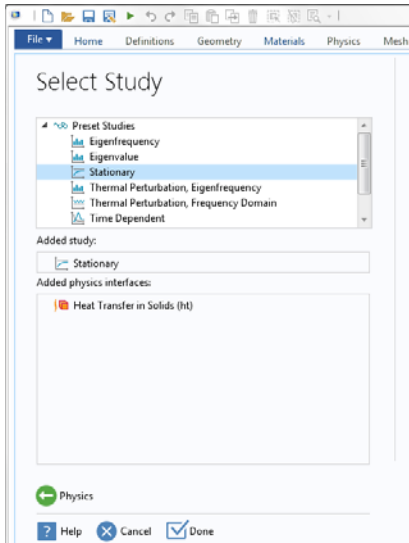 File
Home
Definitions
Geometry
Materials
Physics
Mesh
Select Study
Preset Studies
Eigenfrequency
Eigenvalue
Stationary
Thermal Perturbation, Eigenfrequency
Thermal Perturbation, Frequency Domain
Time Dependent
Added study:
Stationary
Added physics interfaces:
Heat Transfer in Solids (ht)
Physics
? Help
Cancel
Done